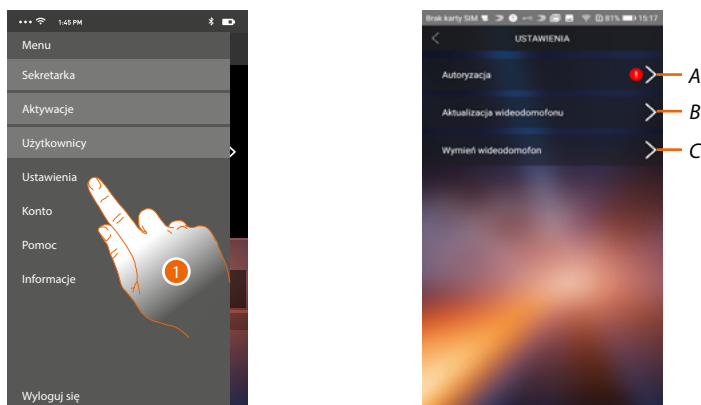 1:45 PM
Menu
Sekretarka
Aktywacje
Użytkownicy
Ustawienia
Konto
Pomoc
Informacje
Wyloguj się
1
Brak karty SIM 81% 15:17
USTAWIENIA
Autoryzacja
Aktualizacja wideodomofonu
Wymień wideodomofon
A
B
C